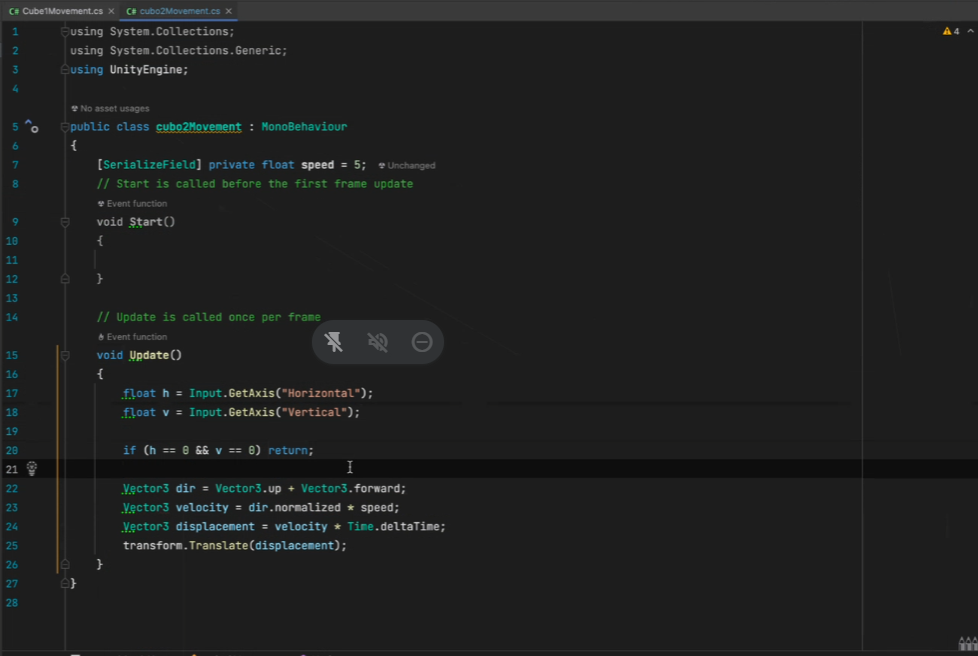 C# Cube1Movement.cs × C# cubo2Movement.cs ×
1 using System.Collections;
2 using System.Collections.Generic;
3 using UnityEngine;
4
No asset usages
5 public class cubo2Movement : MonoBehaviour
6 {
7 [SerializeField] private float speed = 5; Unchanged
8 // Start is called before the first frame update
Event function
9 void Start()
10 {
11
12 }
13
14 // Update is called once per frame
Event function
15 void Update()
16 {
17 float h = Input.GetAxis("Horizontal");
18 float v = Input.GetAxis("Vertical");
19
20 if (h == 0 && v == 0) return;
21
22 Vector3 dir = Vector3.up + Vector3.forward;
23 Vector3 velocity = dir.normalized * speed;
24 Vector3 displacement = velocity * Time.deltaTime;
25 transform.Translate(displacement);
26 }
27 }
28
4